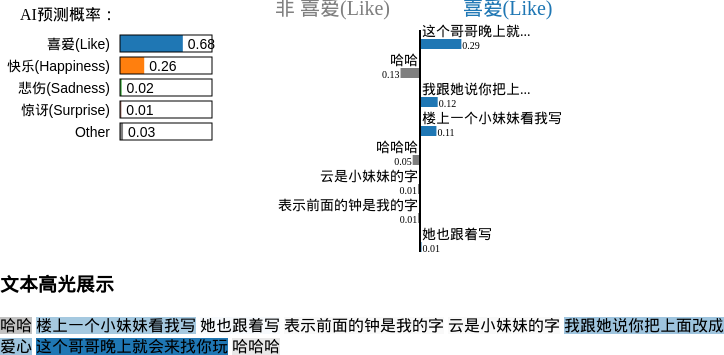 AI预测概率：
喜爱(Like) 0.68
快乐(Happiness) 0.26
悲伤(Sadness) 0.02
惊讶(Surprise) 0.01
Other 0.03
非 喜爱(Like) 喜爱(Like)
这个哥哥晚上就...
0.29
哈哈
0.13
我跟她说你把上...
0.12
楼上一个小妹妹看我写
0.11
哈哈哈
0.05
云是小妹妹的字
0.01
表示前面的钟是我的字
0.01
她也跟着写
0.01
文本高光展示
哈哈 楼上一个小妹妹看我写 她也跟着写 表示前面的钟是我的字 云是小妹妹的字 我跟她说你把上面改成
爱心 这个哥哥晚上就会来找你玩 哈哈哈